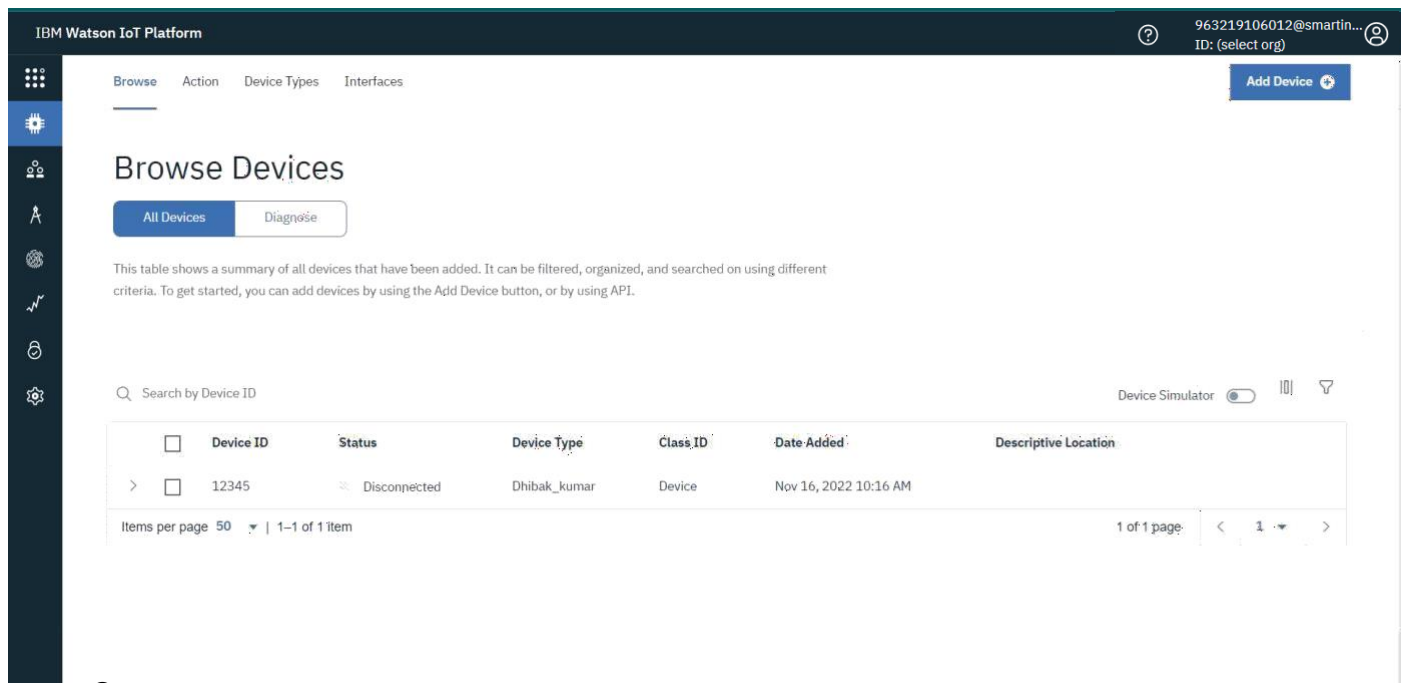 IBM Watson IoT Platform
963219106012@smartin...
ID: (select org)
Browse Action Device Types Interfaces
Add Device
Browse Devices
All Devices Diagnose
This table shows a summary of all devices that have been added. It can be filtered, organized, and searched on using different
criteria. To get started, you can add devices by using the Add Device button, or by using API.
Search by Device ID
Device Simulator
Device ID Status Device Type Class ID Date Added Descriptive Location
12345 Disconnected Dhibak_kumar Device Nov 16, 2022 10:16 AM
Items per page 50 | 1–1 of 1 item
1 of 1 page < 1 >